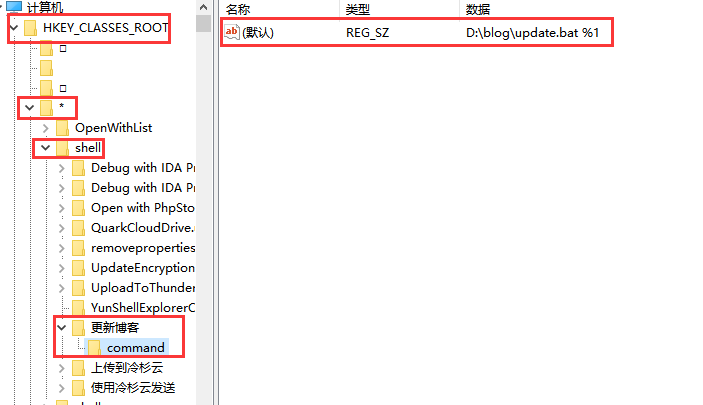 计算机
HKEY_CLASSES_ROOT
*
OpenWithList
shell
Debug with IDA Pr
Debug with IDA Pr
Open with PhpSto
QuarkCloudDrive.
removeproperties
UpdateEncryption
UploadToThunder
YunShellExplorerC
更新博客
command
上传到冷杉云
使用冷杉云发送
名称 类型 数据
ab (默认) REG_SZ D:\blog\update.bat %1